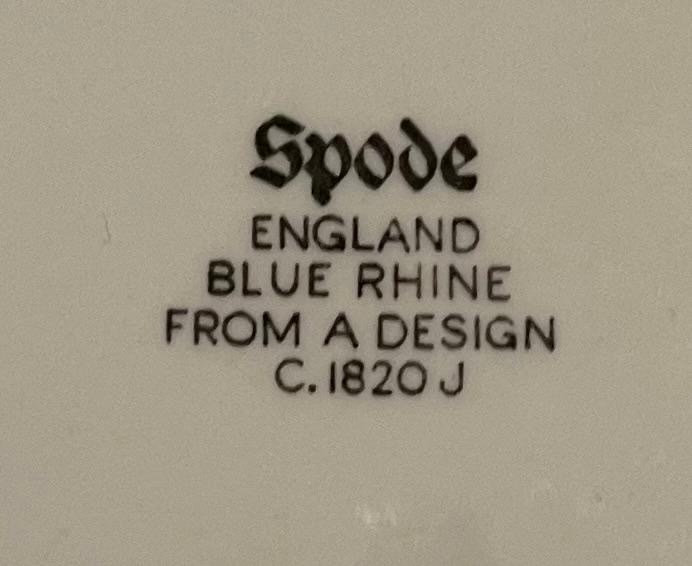 Spode
ENGLAND
BLUE RHINE
FROM A DESIGN
C.1820 J